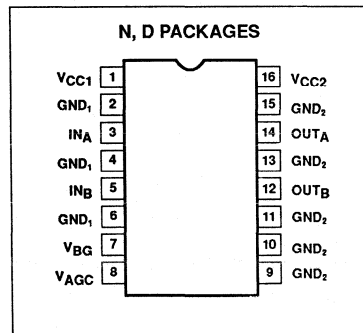 N, D PACKAGES
VCC1 1 16 VCC2
GND1 2 15 GND2
INA 3 14 OUTA
GND1 4 13 GND2
INB 5 12 OUTB
GND1 6 11 GND2
VBG 7 10 GND2
VAGC 8 9 GND2